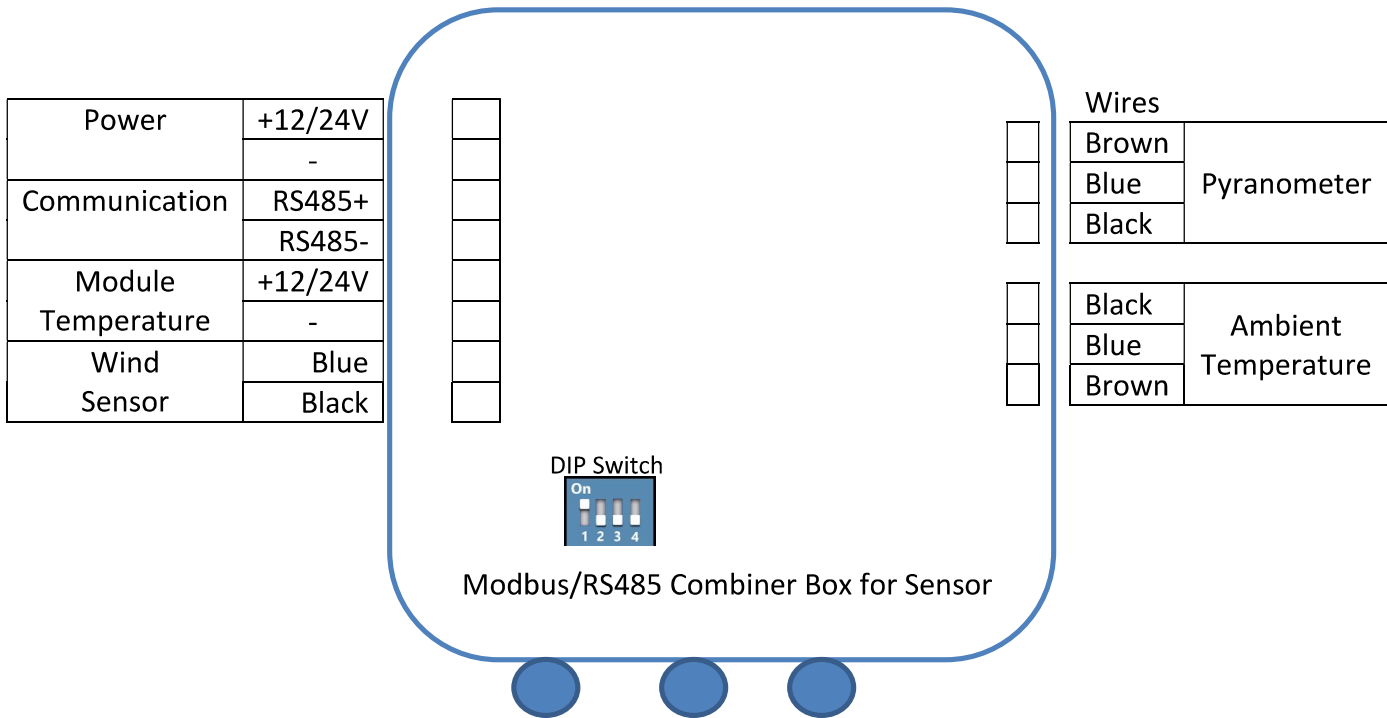 Power +12/24V
-
Communication RS485+
RS485-
Module +12/24V
Temperature -
Wind Blue
Sensor Black
Wires
Brown
Blue Pyranometer
Black
Black
Ambient
Blue
Temperature
Brown
DIP Switch
On
1 2 3 4
Modbus/RS485 Combiner Box for Sensor